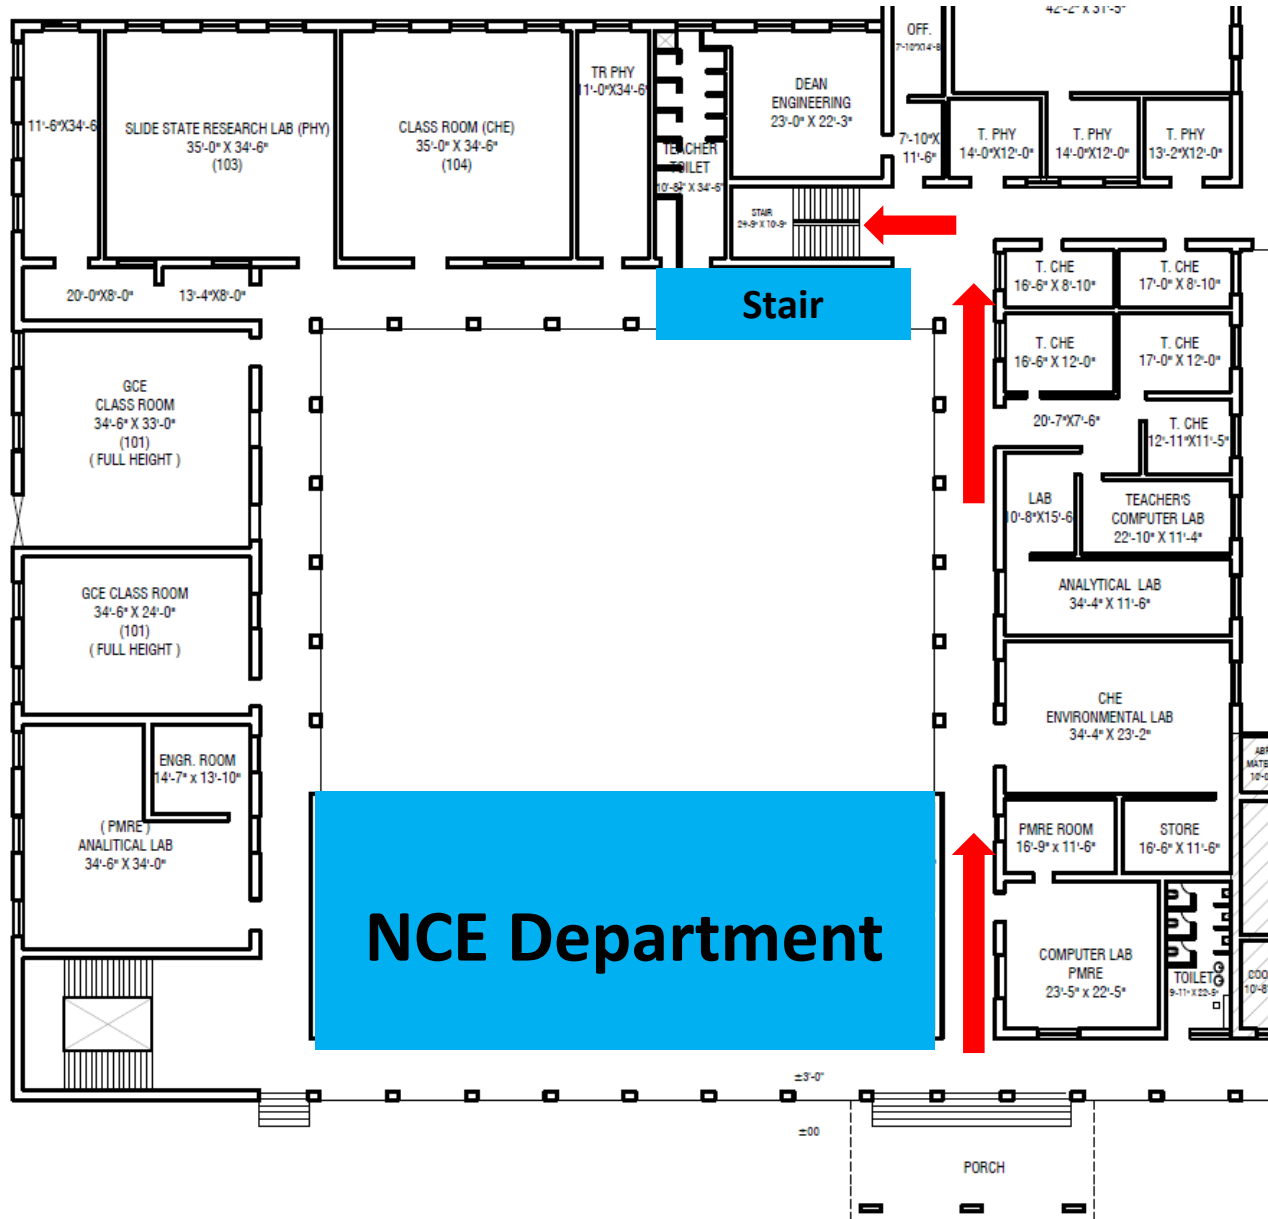 42'-2" X 31'-5"
OFF.
7'-10"X14'-8
11'-6"X34'-6
SLIDE STATE RESEARCH LAB (PHY)
35'-0" X 34'-6"
(103)
CLASS ROOM (CHE)
35'-0" X 34'-6"
(104)
TR PHY
11'-0"X34'-6"
TEACHER
TOILET
10'-8" X 34'-6"
DEAN
ENGINEERING
23'-0" X 22'-3"
7'-10"X
11'-6"
T. PHY
14'-0"X12'-0"
T. PHY
14'-0"X12'-0"
T. PHY
13'-2"X12'-0"
STAIR
24'-9" X 10'-9"
20'-0"X8'-0"
13'-4"X8'-0"
Stair
T. CHE
16'-6" X 8'-10"
T. CHE
17'-0" X 8'-10"
T. CHE
16'-6" X 12'-0"
T. CHE
17'-0" X 12'-0"
20'-7"X7'-6"
T. CHE
12'-11"X11'-5"
GCE
CLASS ROOM
34'-6" X 33'-0"
(101)
( FULL HEIGHT )
LAB
10'-8"X15'-6
TEACHER'S
COMPUTER LAB
22'-10" X 11'-4"
ANALYTICAL LAB
34'-4" X 11'-6"
GCE CLASS ROOM
34'-6" X 24'-0"
(101)
( FULL HEIGHT )
CHE
ENVIRONMENTAL LAB
34'-4" X 23'-2"
ENGR. ROOM
14'-7" x 13'-10"
( PMRE )
ANALITICAL LAB
34'-6" X 34'-0"
PMRE ROOM
16'-9" x 11'-6"
STORE
16'-6" X 11'-6"
NCE Department
COMPUTER LAB
PMRE
23'-5" x 22'-5"
TOILET
9'-11" X 22'-5"
COO
10'-8"
±3'-0"
±00
PORCH